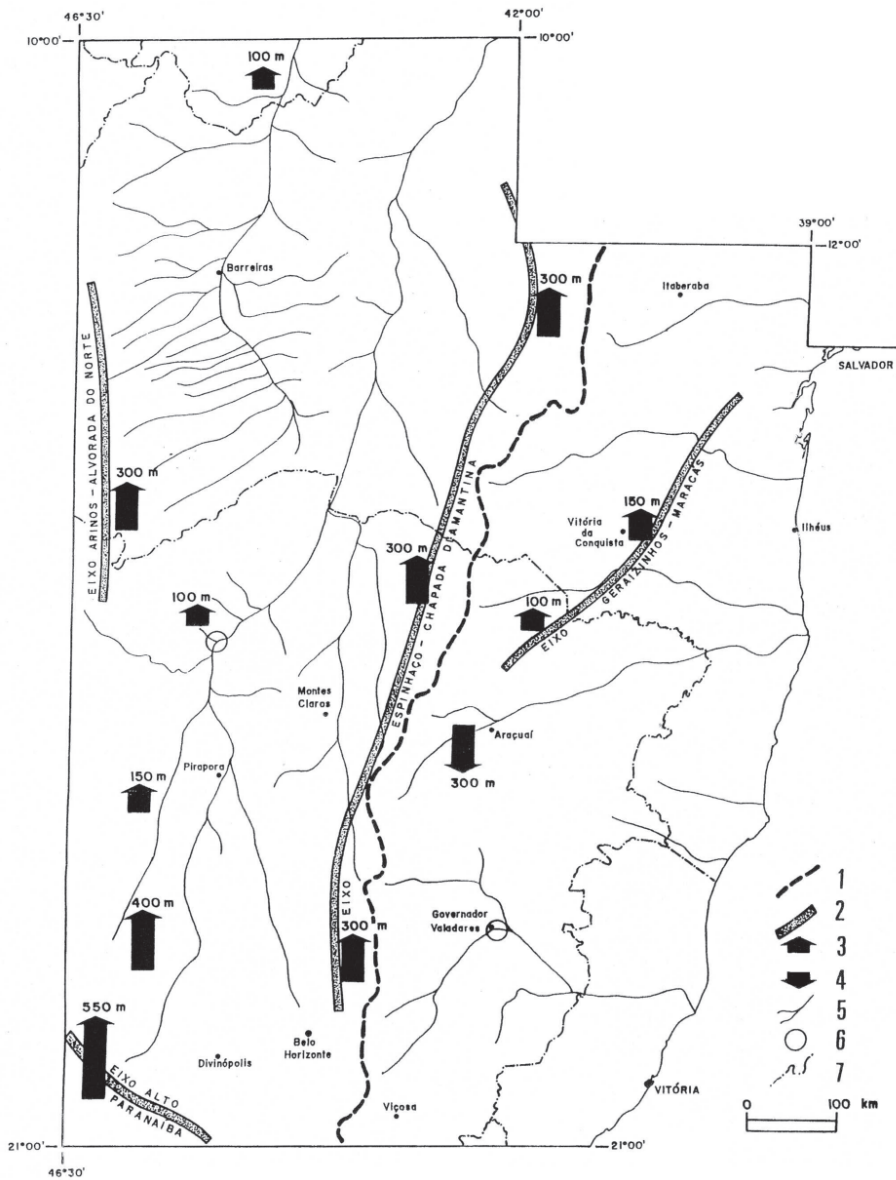 46°30'
42°00'
10°00'
10°00'
100 m
39°00'
12°00'
Barreiras
300 m
Itaberaba
SALVADOR
EIXO ARINOS - ALVORADA DO NORTE
300 m
ESPINHAÇO - CHAPADA DIAMANTINA
EIXO
150 m
Vitória
da
Conquista
Ilhéus
EIXO GERAIZINHOS - MARACÁS
300 m
100 m
100 m
Montes
Claros
Araçuaí
Pirapora
150 m
300 m
400 m
Governador
Valadares
300 m
550 m
Belo
Horizonte
Divinópolis
EIXO ALTO
PARANAIBA
Viçosa
VITÓRIA
1
2
3
4
5
6
7
0 100 km
21°00'
21°00'
46°30'